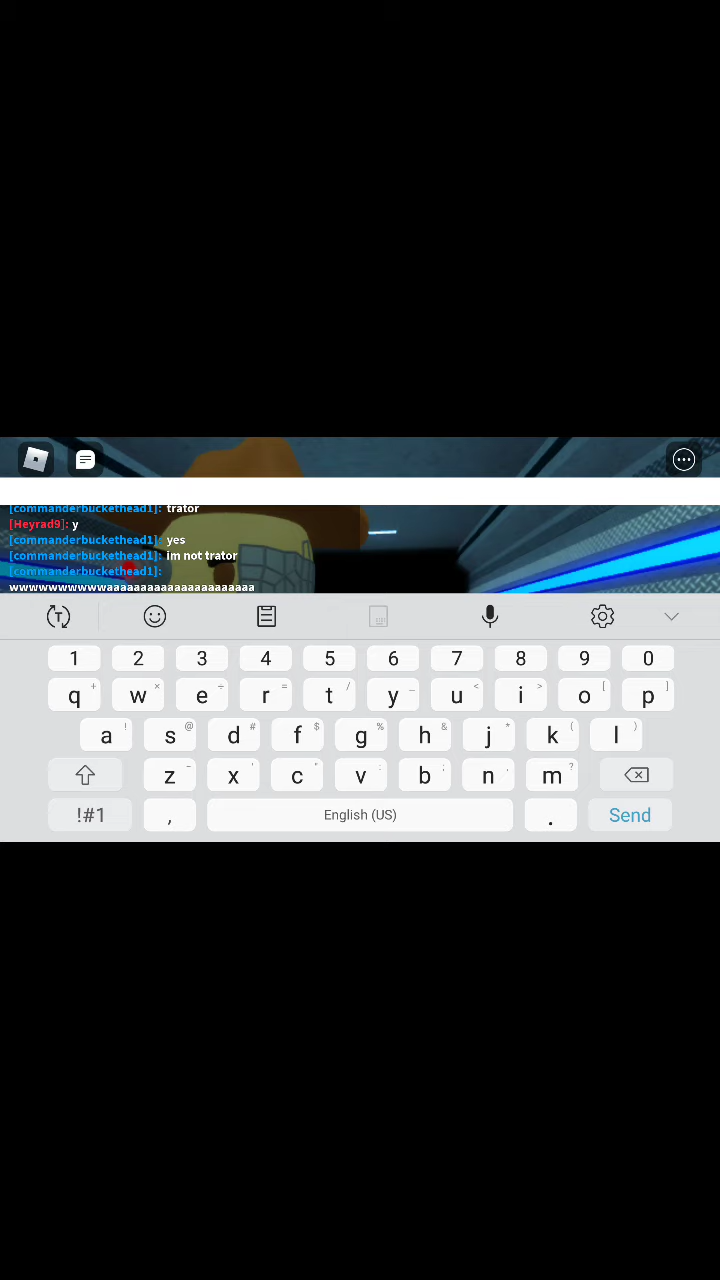 [commanderbuckethead1]: trator
[Heyrad9]: y
[commanderbuckethead1]: yes
[commanderbuckethead1]: im not trator
[commanderbuckethead1]:
wwwwwwwwwwaaaaaaaaaaaaaaaaaaaaaa
T
1 2 3 4 5 6 7 8 9 0
q + w × e ÷ r = t / y _ u < i > o [ p ]
a ! s @ d # f $ g % h & j * k ( l )
z - x ' c " v : b ; n , m ?
!#1 , English (US) . Send